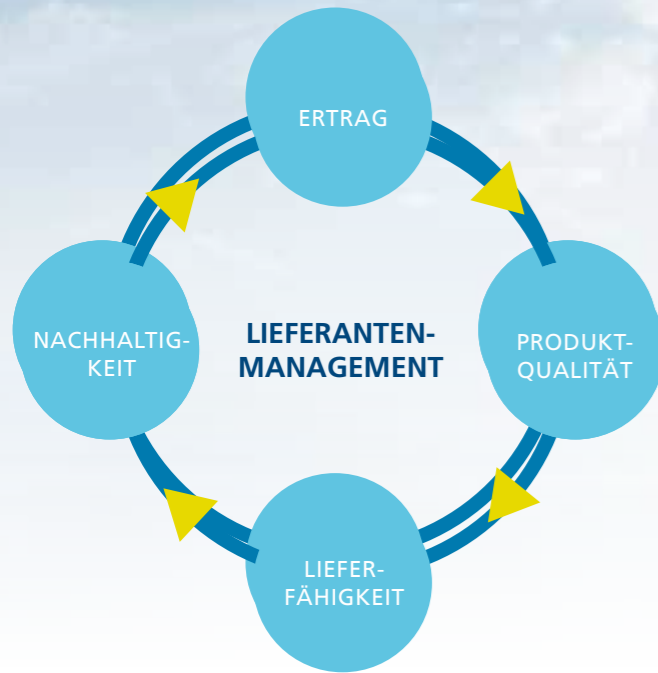 ERTRAG
NACHHALTIG-
KEIT
LIEFERANTEN-
MANAGEMENT
PRODUKT-
QUALITÄT
LIEFER-
FÄHIGKEIT